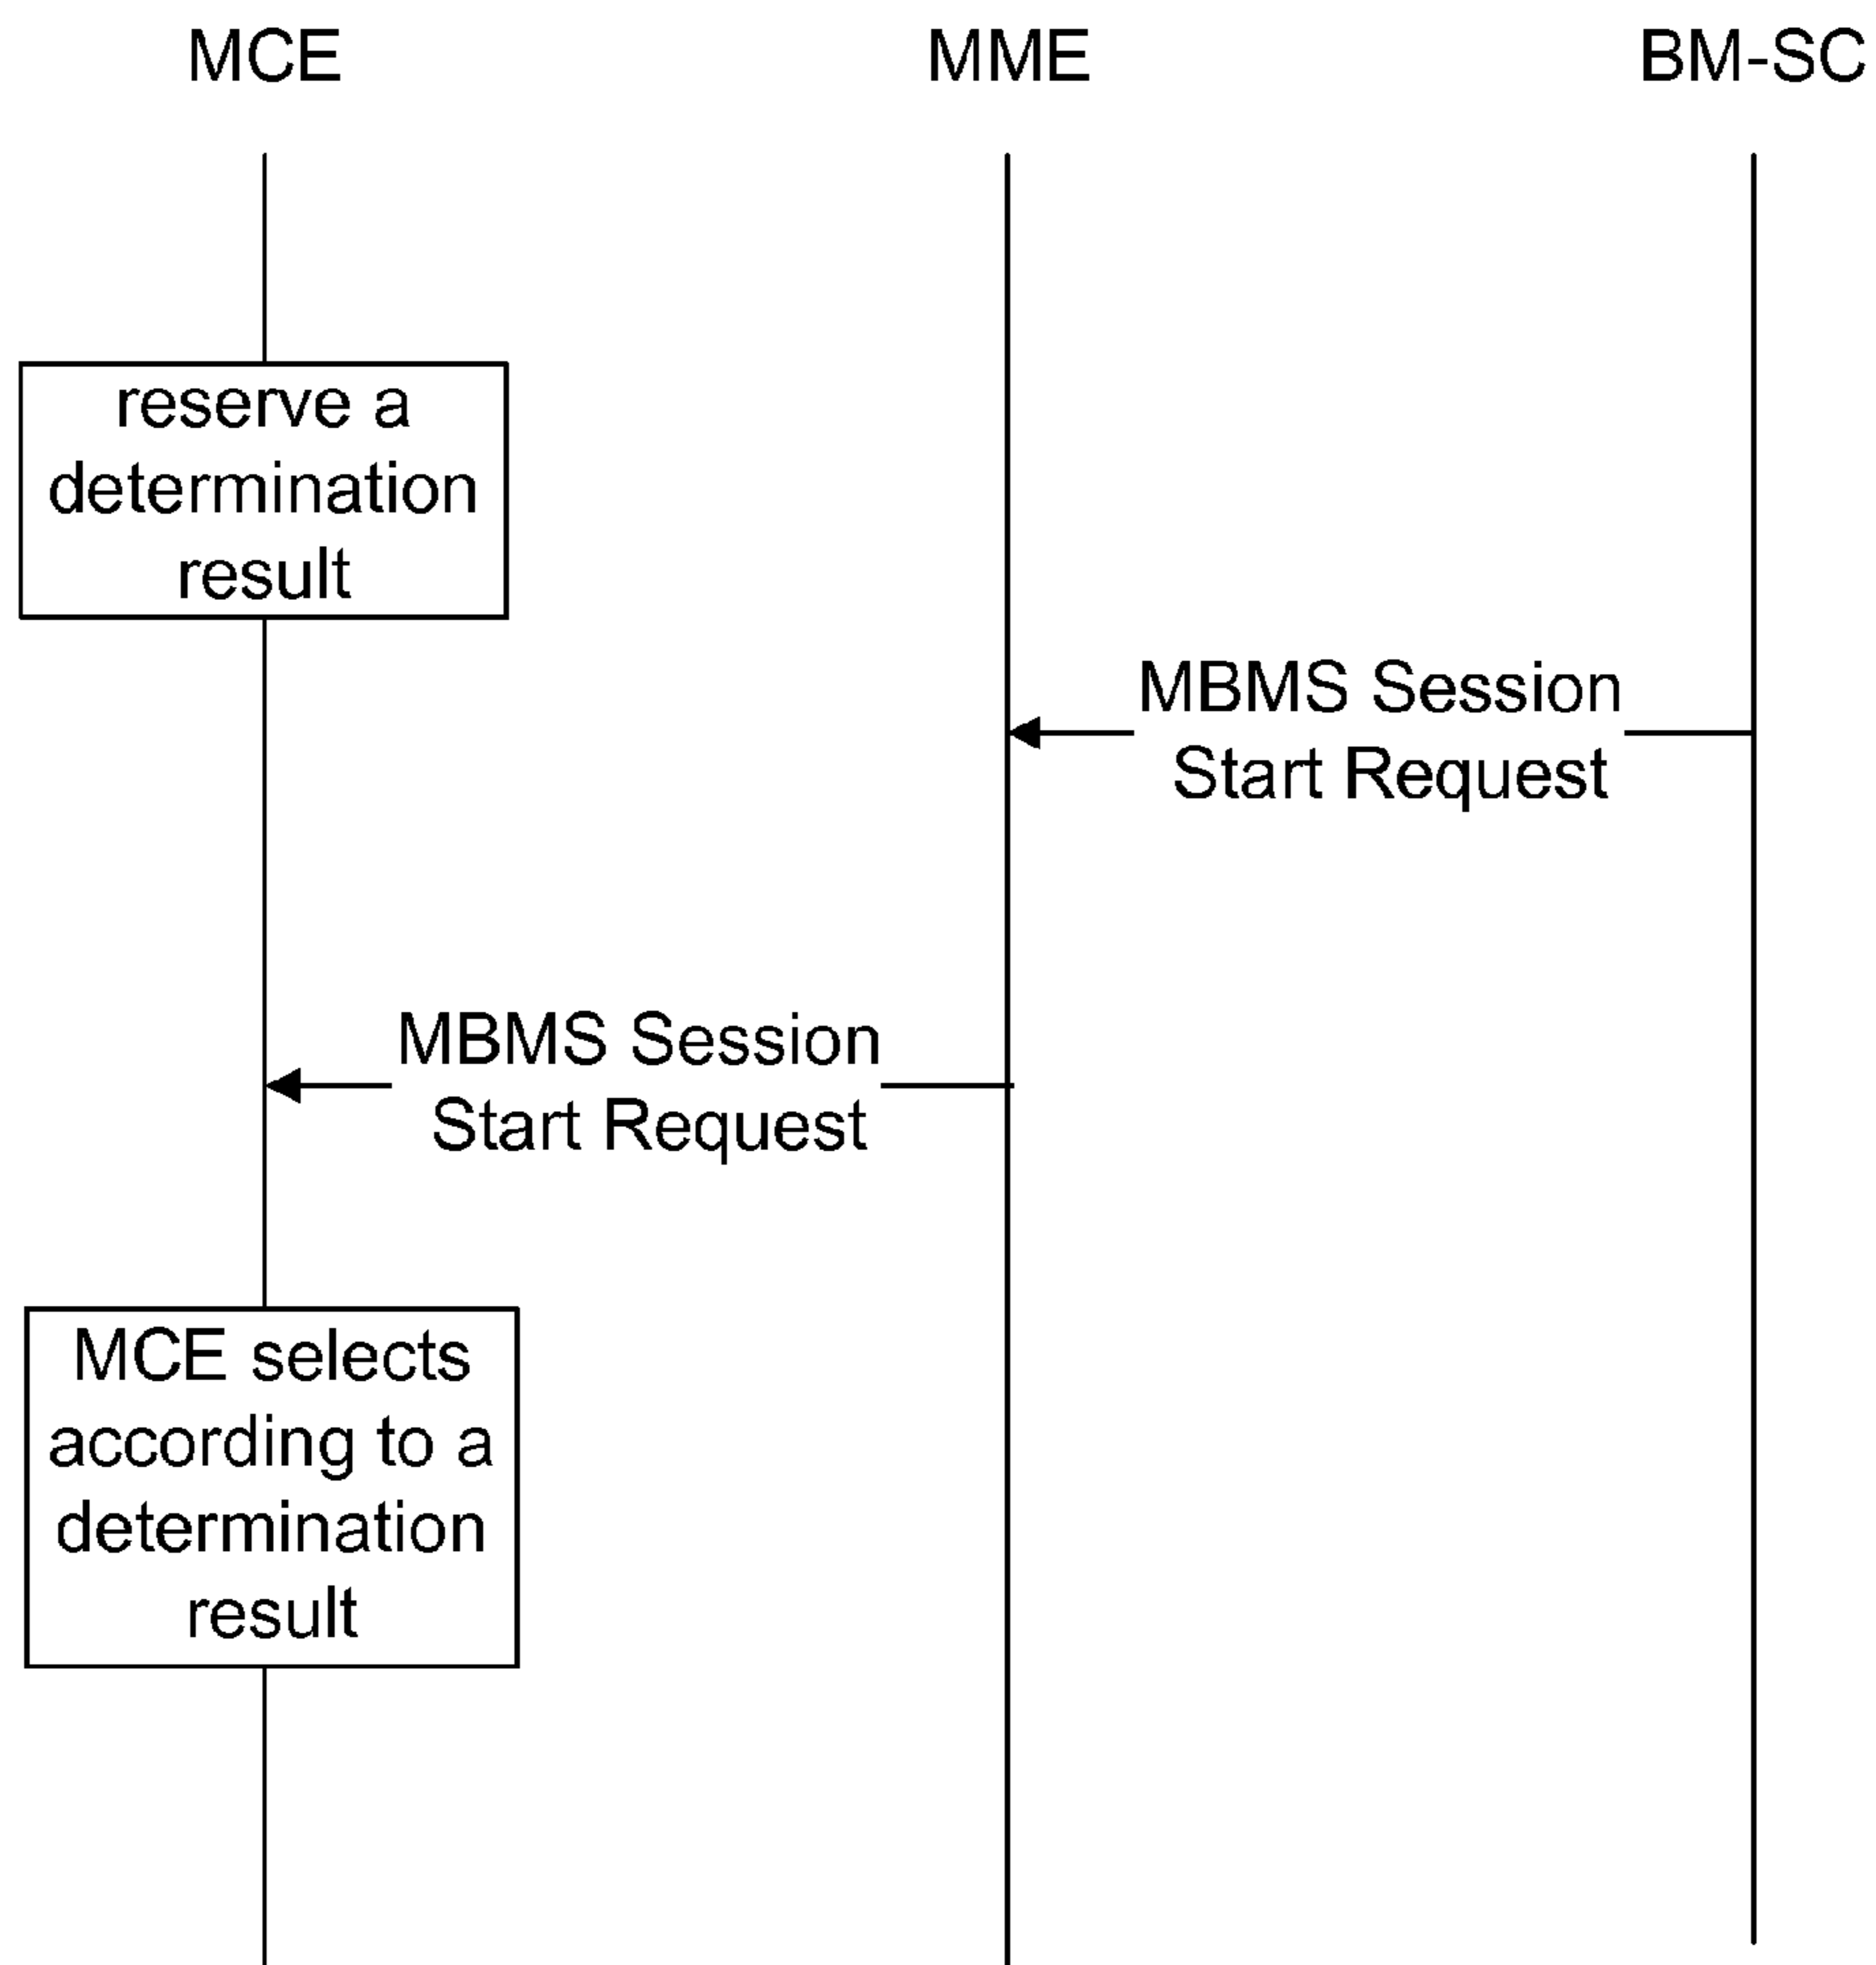 MCE
MME
BM-SC
reserve a
determination
result
MBMS Session
Start Request
MBMS Session
Start Request
MCE selects
according to a
determination
result